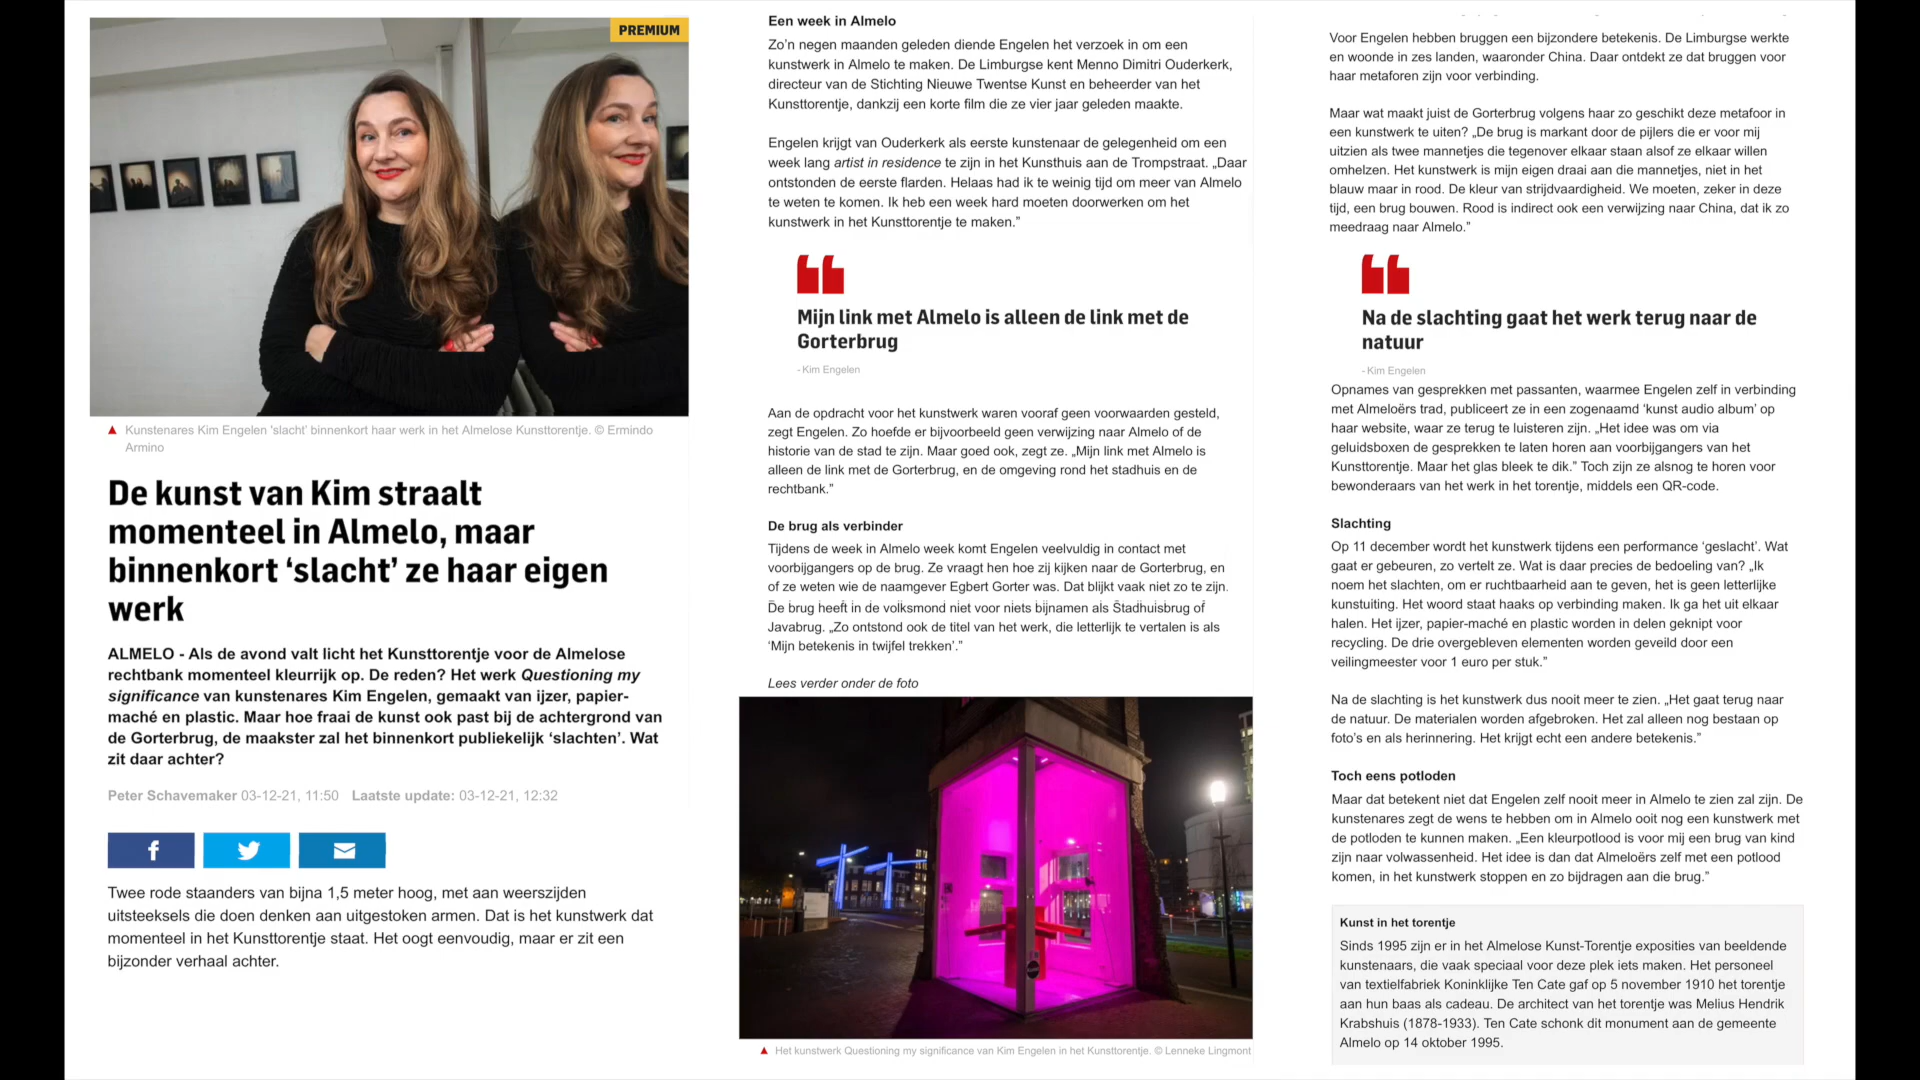 PREMIUM
Kunstenares Kim Engelen 'slacht' binnenkort haar werk in het Almelose Kunsttorentje. © Ermindo
Armino
De kunst van Kim straalt
momenteel in Almelo, maar
binnenkort ‘slacht’ ze haar eigen
werk
ALMELO - Als de avond valt licht het Kunsttorentje voor de Almelose
rechtbank momenteel kleurrijk op. De reden? Het werk Questioning my
significance van kunstenares Kim Engelen, gemaakt van ijzer, papier-
maché en plastic. Maar hoe fraai de kunst ook past bij de achtergrond van
de Gorterbrug, de maakster zal het binnenkort publiekelijk ‘slachten’. Wat
zit daar achter?
Peter Schavemaker 03-12-21, 11:50 Laatste update: 03-12-21, 12:32
Twee rode staanders van bijna 1,5 meter hoog, met aan weerszijden
uitsteeksels die doen denken aan uitgestoken armen. Dat is het kunstwerk dat
momenteel in het Kunsttorentje staat. Het oogt eenvoudig, maar er zit een
bijzonder verhaal achter.
Een week in Almelo
Zo’n negen maanden geleden diende Engelen het verzoek in om een
kunstwerk in Almelo te maken. De Limburgse kent Menno Dimitri Ouderkerk,
directeur van de Stichting Nieuwe Twentse Kunst en beheerder van het
Kunsttorentje, dankzij een korte film die ze vier jaar geleden maakte.
Engelen krijgt van Ouderkerk als eerste kunstenaar de gelegenheid om een
week lang artist in residence te zijn in het Kunsthuis aan de Trompstraat. „Daar
ontstonden de eerste flarden. Helaas had ik te weinig tijd om meer van Almelo
te weten te komen. Ik heb een week hard moeten doorwerken om het
kunstwerk in het Kunsttorentje te maken.”
Mijn link met Almelo is alleen de link met de
Gorterbrug
- Kim Engelen
Aan de opdracht voor het kunstwerk waren vooraf geen voorwaarden gesteld,
zegt Engelen. Zo hoefde er bijvoorbeeld geen verwijzing naar Almelo of de
historie van de stad te zijn. Maar goed ook, zegt ze. „Mijn link met Almelo is
alleen de link met de Gorterbrug, en de omgeving rond het stadhuis en de
rechtbank.”
De brug als verbinder
Tijdens de week in Almelo week komt Engelen veelvuldig in contact met
voorbijgangers op de brug. Ze vraagt hen hoe zij kijken naar de Gorterbrug, en
of ze weten wie de naamgever Egbert Gorter was. Dat blijkt vaak niet zo te zijn.
De brug heeft in de volksmond niet voor niets bijnamen als Stadhuisbrug of
Javabrug. „Zo ontstond ook de titel van het werk, die letterlijk te vertalen is als
‘Mijn betekenis in twijfel trekken’.”
Lees verder onder de foto
Het kunstwerk Questioning my significance van Kim Engelen in het Kunsttorentje. © Lenneke Lingmont
Voor Engelen hebben bruggen een bijzondere betekenis. De Limburgse werkte
en woonde in zes landen, waaronder China. Daar ontdekt ze dat bruggen voor
haar metaforen zijn voor verbinding.
Maar wat maakt juist de Gorterbrug volgens haar zo geschikt deze metafoor in
een kunstwerk te uiten? „De brug is markant door de pijlers die er voor mij
uitzien als twee mannetjes die tegenover elkaar staan alsof ze elkaar willen
omhelzen. Het kunstwerk is mijn eigen draai aan die mannetjes, niet in het
blauw maar in rood. De kleur van strijdvaardigheid. We moeten, zeker in deze
tijd, een brug bouwen. Rood is indirect ook een verwijzing naar China, dat ik zo
meedraag naar Almelo.”
Na de slachting gaat het werk terug naar de
natuur
- Kim Engelen
Opnames van gesprekken met passanten, waarmee Engelen zelf in verbinding
met Almeloërs trad, publiceert ze in een zogenaamd ‘kunst audio album’ op
haar website, waar ze terug te luisteren zijn. „Het idee was om via
geluidsboxen de gesprekken te laten horen aan voorbijgangers van het
Kunsttorentje. Maar het glas bleek te dik.” Toch zijn ze alsnog te horen voor
bewonderaars van het werk in het torentje, middels een QR-code.
Slachting
Op 11 december wordt het kunstwerk tijdens een performance ‘geslacht’. Wat
gaat er gebeuren, zo vertelt ze. Wat is daar precies de bedoeling van? „Ik
noem het slachten, om er ruchtbaarheid aan te geven, het is geen letterlijke
kunstuiting. Het woord staat haaks op verbinding maken. Ik ga het uit elkaar
halen. Het ijzer, papier-maché en plastic worden in delen geknipt voor
recycling. De drie overgebleven elementen worden geveild door een
veilingmeester voor 1 euro per stuk.”
Na de slachting is het kunstwerk dus nooit meer te zien. „Het gaat terug naar
de natuur. De materialen worden afgebroken. Het zal alleen nog bestaan op
foto’s en als herinnering. Het krijgt echt een andere betekenis.”
Toch eens potloden
Maar dat betekent niet dat Engelen zelf nooit meer in Almelo te zien zal zijn. De
kunstenares zegt de wens te hebben om in Almelo ooit nog een kunstwerk met
de potloden te kunnen maken. „Een kleurpotlood is voor mij een brug van kind
zijn naar volwassenheid. Het idee is dan dat Almeloërs zelf met een potlood
komen, in het kunstwerk stoppen en zo bijdragen aan die brug.”
Kunst in het torentje
Sinds 1995 zijn er in het Almelose Kunst-Torentje exposities van beeldende
kunstenaars, die vaak speciaal voor deze plek iets maken. Het personeel
van textielfabriek Koninklijke Ten Cate gaf op 5 november 1910 het torentje
aan hun baas als cadeau. De architect van het torentje was Melius Hendrik
Krabshuis (1878-1933). Ten Cate schonk dit monument aan de gemeente
Almelo op 14 oktober 1995.